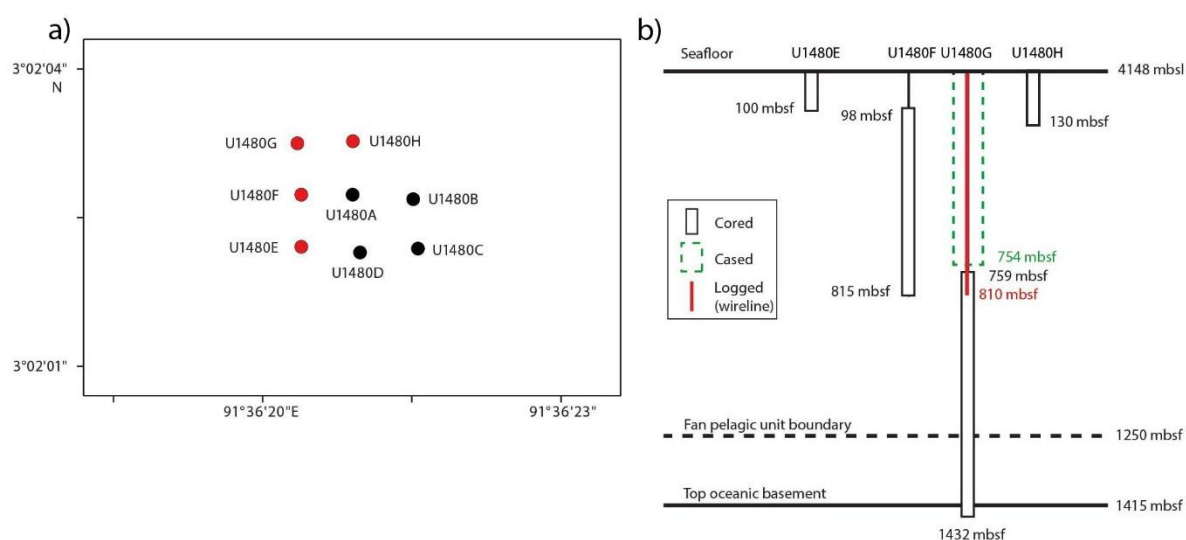 a)
3°02'04"
N
U1480G
U1480H
U1480F
U1480A
U1480B
U1480E
U1480D
U1480C
3°02'01"
91°36'20"E
91°36'23"
b)
Seafloor
U1480E
U1480F
U1480G
U1480H
4148 mbsl
100 mbsf
98 mbsf
130 mbsf
Cored
Cased
Logged
(wireline)
754 mbsf
759 mbsf
810 mbsf
815 mbsf
Fan pelagic unit boundary
1250 mbsf
Top oceanic basement
1415 mbsf
1432 mbsf